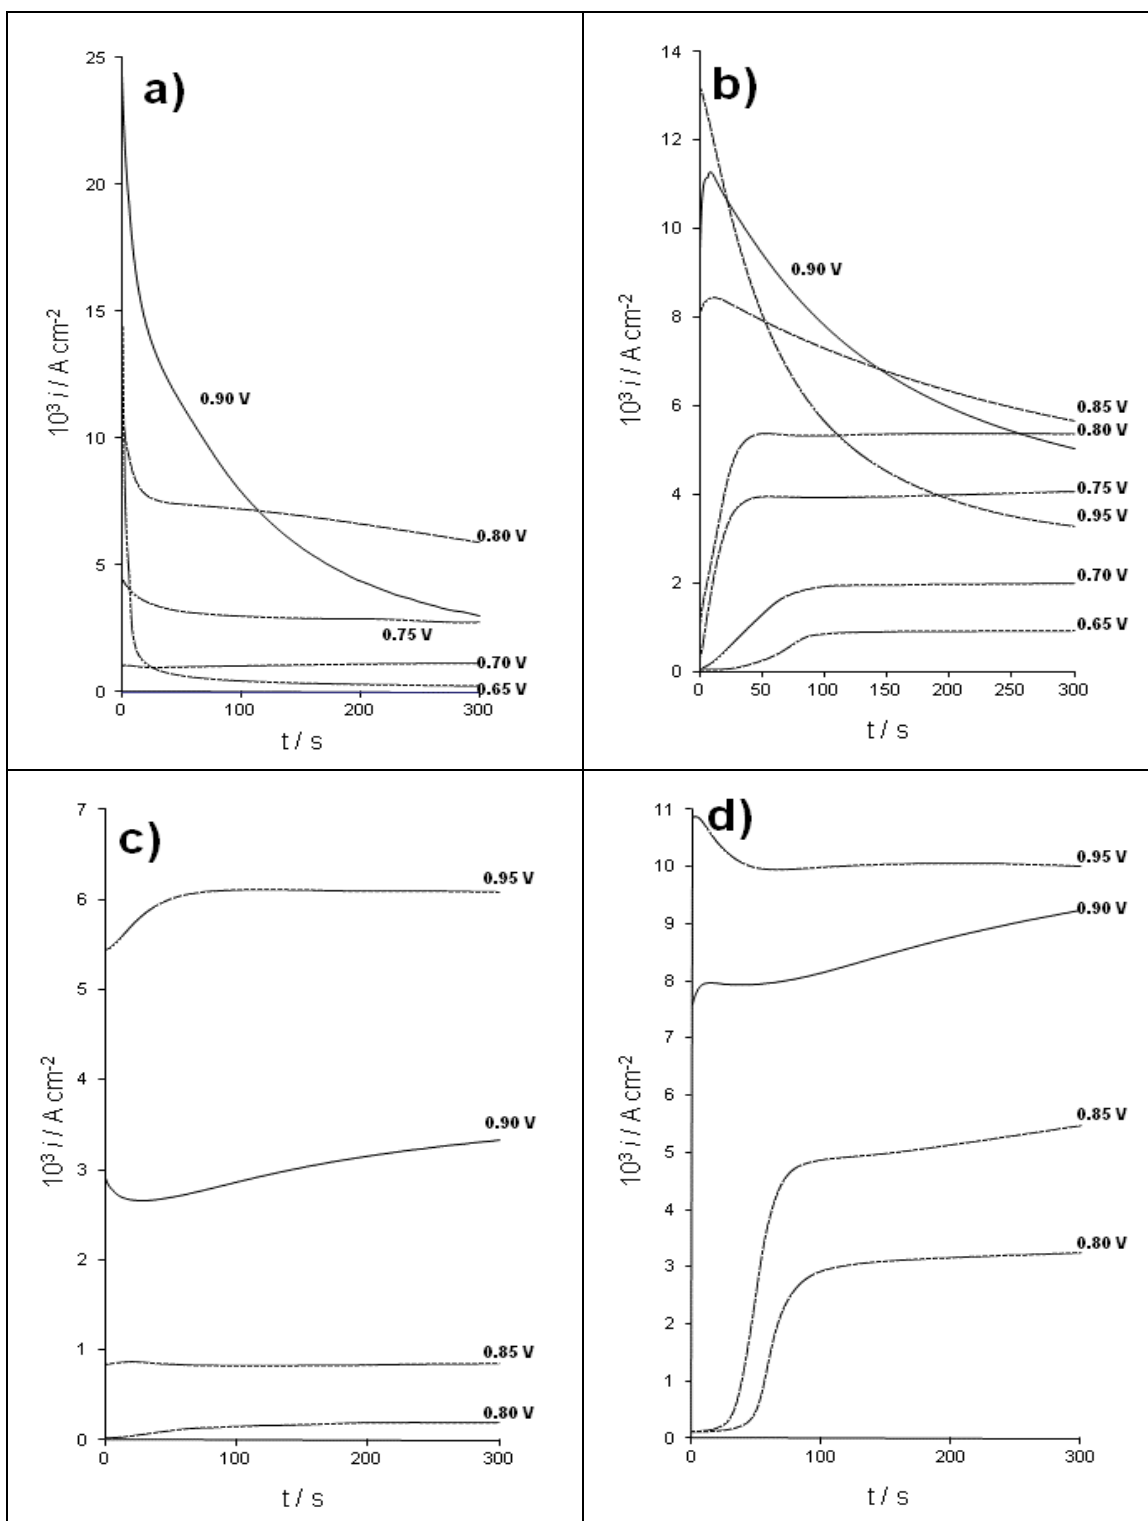 a)
25
20
15
10
5
0
10³ i / A cm⁻²
0.90 V
0.80 V
0.75 V
0.70 V
0.65 V
0 100 200 300
t / s
b)
14
12
10
8
6
4
2
0
10³ i / A cm⁻²
0.90 V
0.85 V
0.80 V
0.75 V
0.95 V
0.70 V
0.65 V
0 50 100 150 200 250 300
t / s
c)
7
6
5
4
3
2
1
0
10³ i / A cm⁻²
0.95 V
0.90 V
0.85 V
0.80 V
0 100 200 300
t / s
d)
11
10
9
8
7
6
5
4
3
2
1
0
10³ i / A cm⁻²
0.95 V
0.90 V
0.85 V
0.80 V
0 100 200 300
t / s